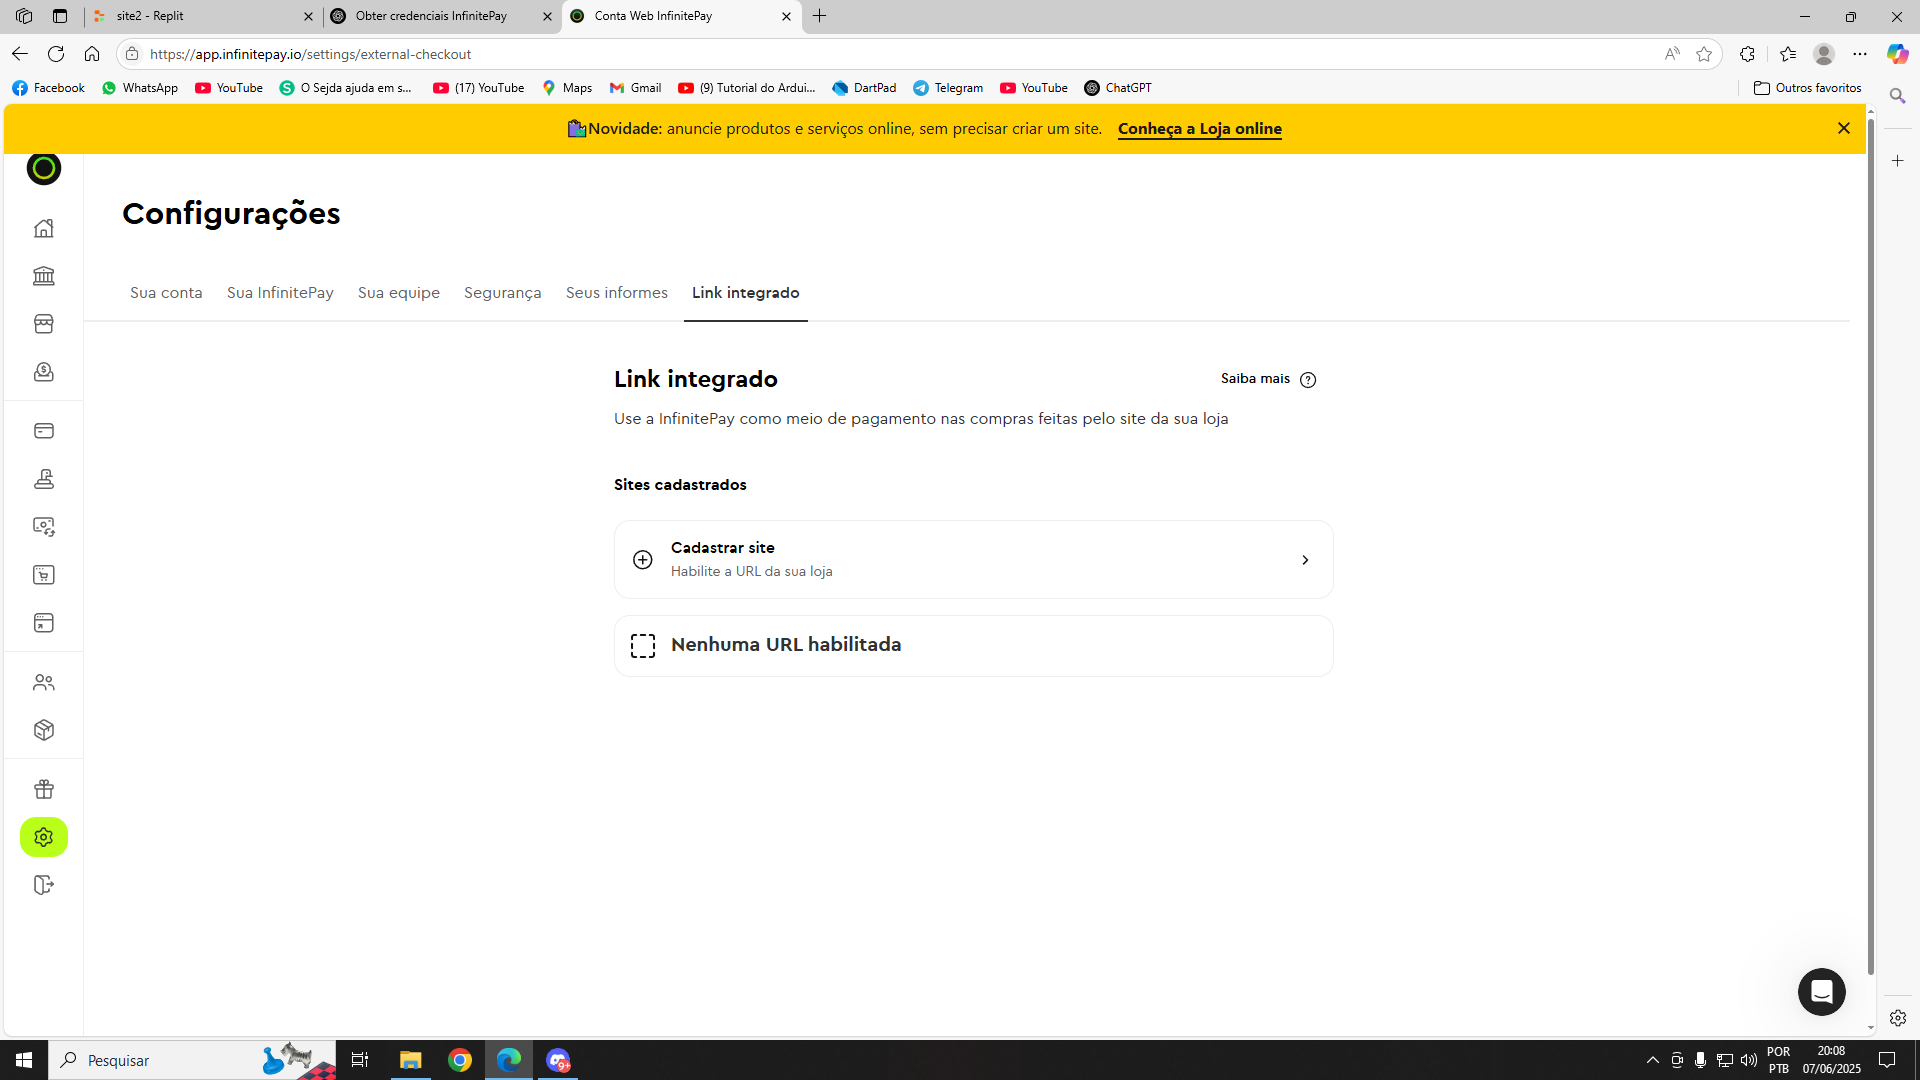 site2 - Replit
Obter credenciais InfinitePay
Conta Web InfinitePay
https://app.infinitepay.io/settings/external-checkout
Facebook
WhatsApp
YouTube
O Sejda ajuda em s...
(17) YouTube
Maps
Gmail
(9) Tutorial do Ardui...
DartPad
Telegram
YouTube
ChatGPT
Outros favoritos
Novidade: anuncie produtos e serviços online, sem precisar criar um site. Conheça a Loja online
Configurações
Sua conta
Sua InfinitePay
Sua equipe
Segurança
Seus informes
Link integrado
Link integrado
Saiba mais
Use a InfinitePay como meio de pagamento nas compras feitas pelo site da sua loja
Sites cadastrados
Cadastrar site
Habilite a URL da sua loja
Nenhuma URL habilitada
Pesquisar
9+
POR
PTB
20:08
07/06/2025